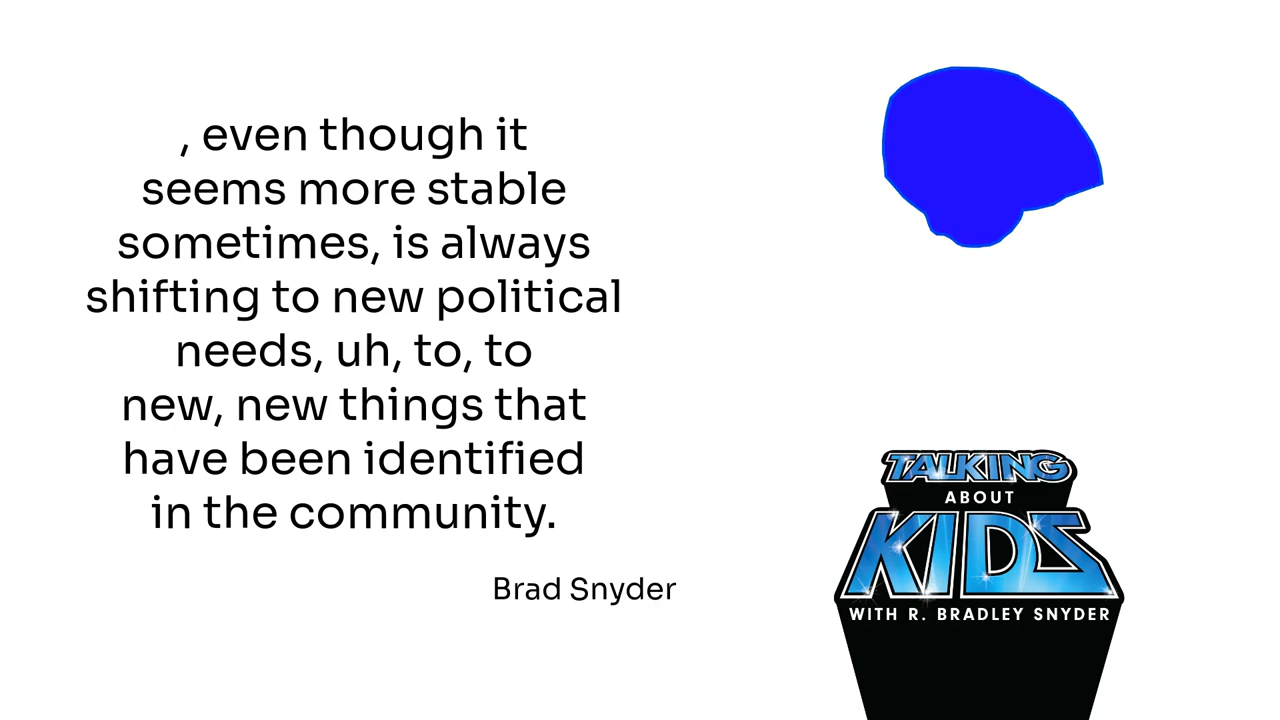 , even though it
seems more stable
sometimes, is always
shifting to new political
needs, uh, to, to
new, new things that
have been identified
in the community.
Brad Snyder
TALKING
ABOUT
KIDS
WITH R. BRADLEY SNYDER